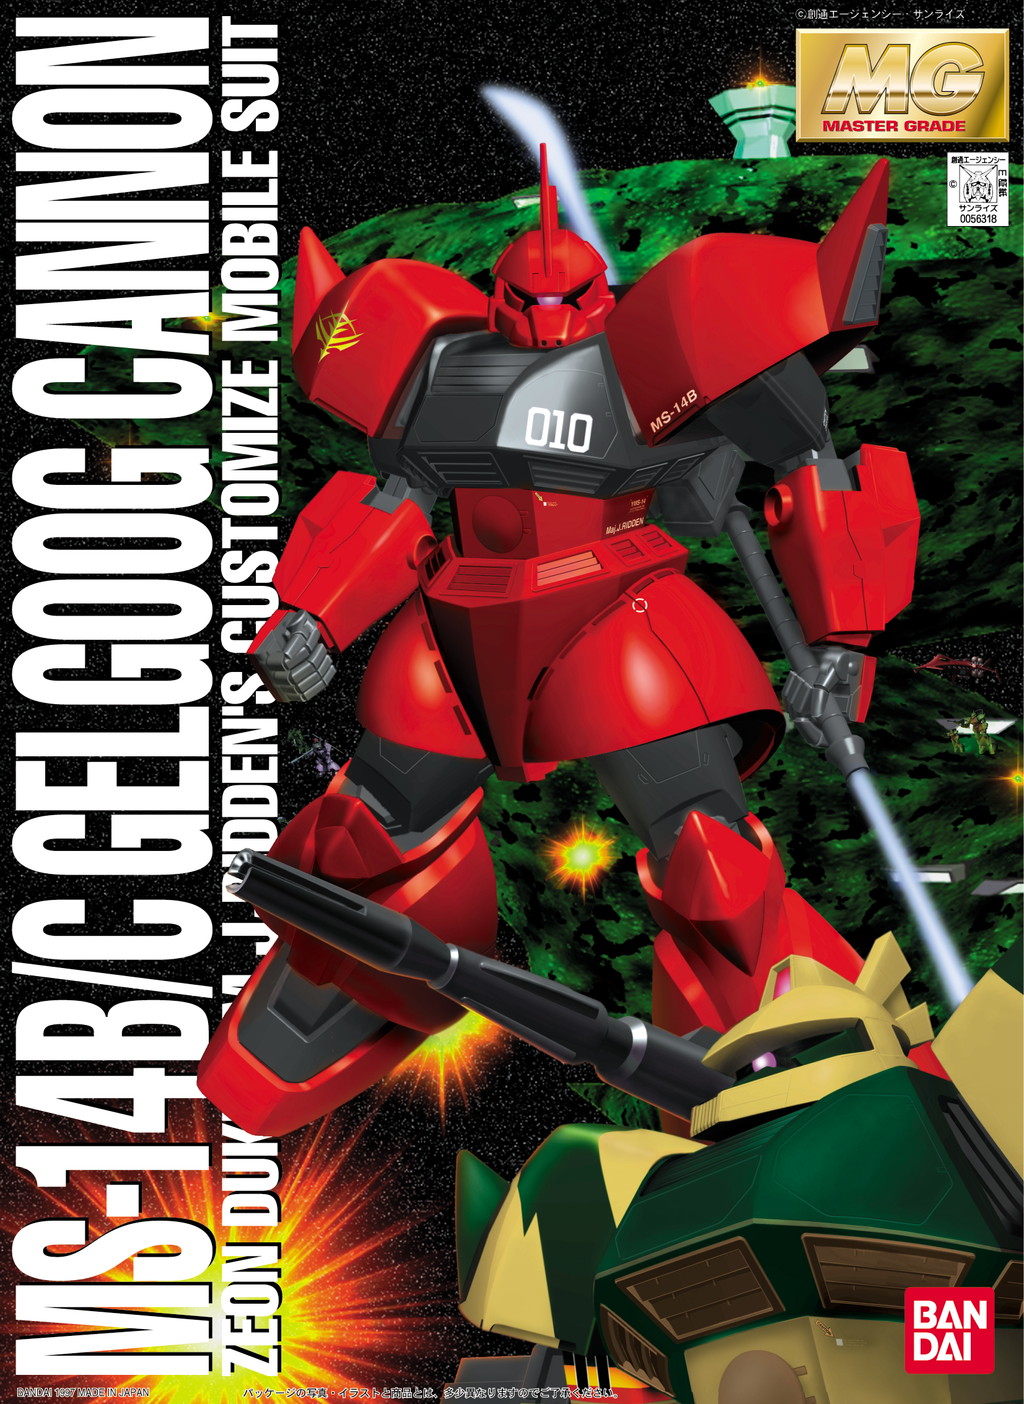 ©創通エージェンシー・サンライズ
MG
MASTER GRADE
創通エージェンシー
©
証紙
サンライズ
0056318
MS-14B/C GELGOOG CANNON
ZEON DUK
M J.RIDDEN'S CUSTOMIZE MOBILE SUIT
010
MS-14B
Maj.J.RIDDEN
BAN
DAI
BANDAI 1997 MADE IN JAPAN
パッケージの写真・イラストと商品とは、多少異なりますのでご了承ください。